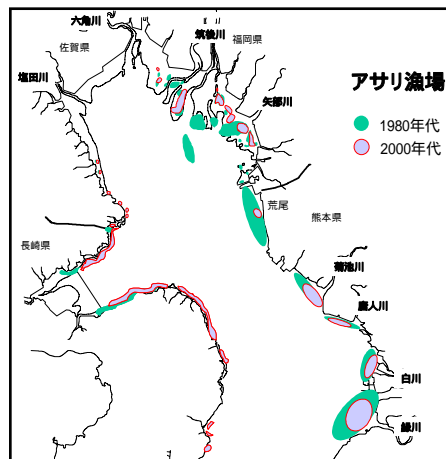 六角川
佐賀県
筑後川
福岡県
塩田川
アサリ漁場
矢部川
1980年代
2000年代
荒尾
熊本県
長崎県
菊池川
唐人川
白川
緑川